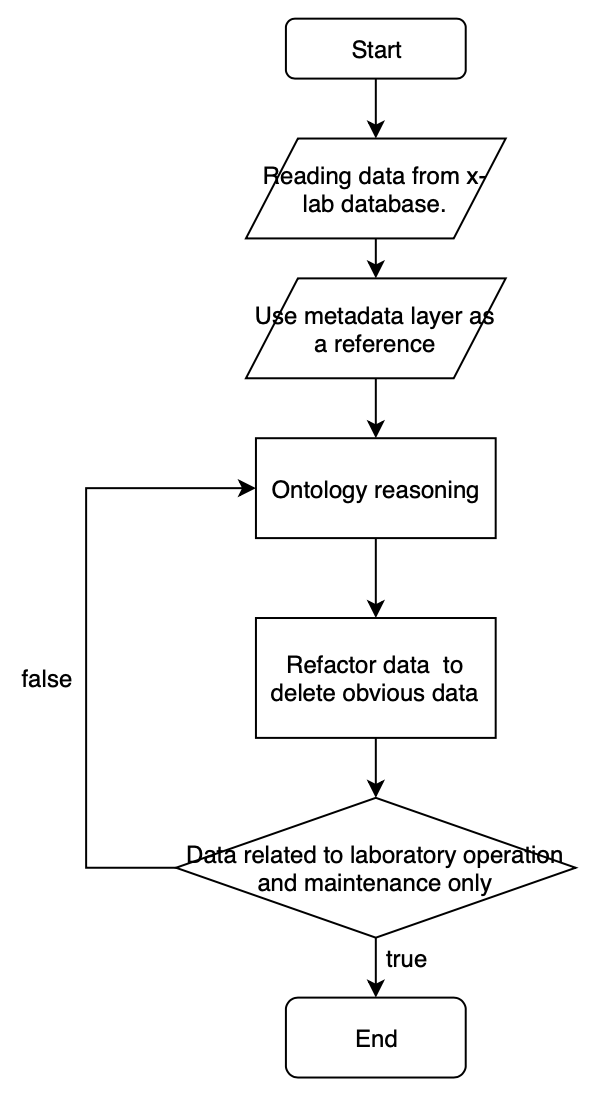 Start
Reading data from x-
lab database.
Use metadata layer as
a reference
Ontology reasoning
Refactor data  to
delete obvious data
false
Data related to laboratory operation
and maintenance only
true
End